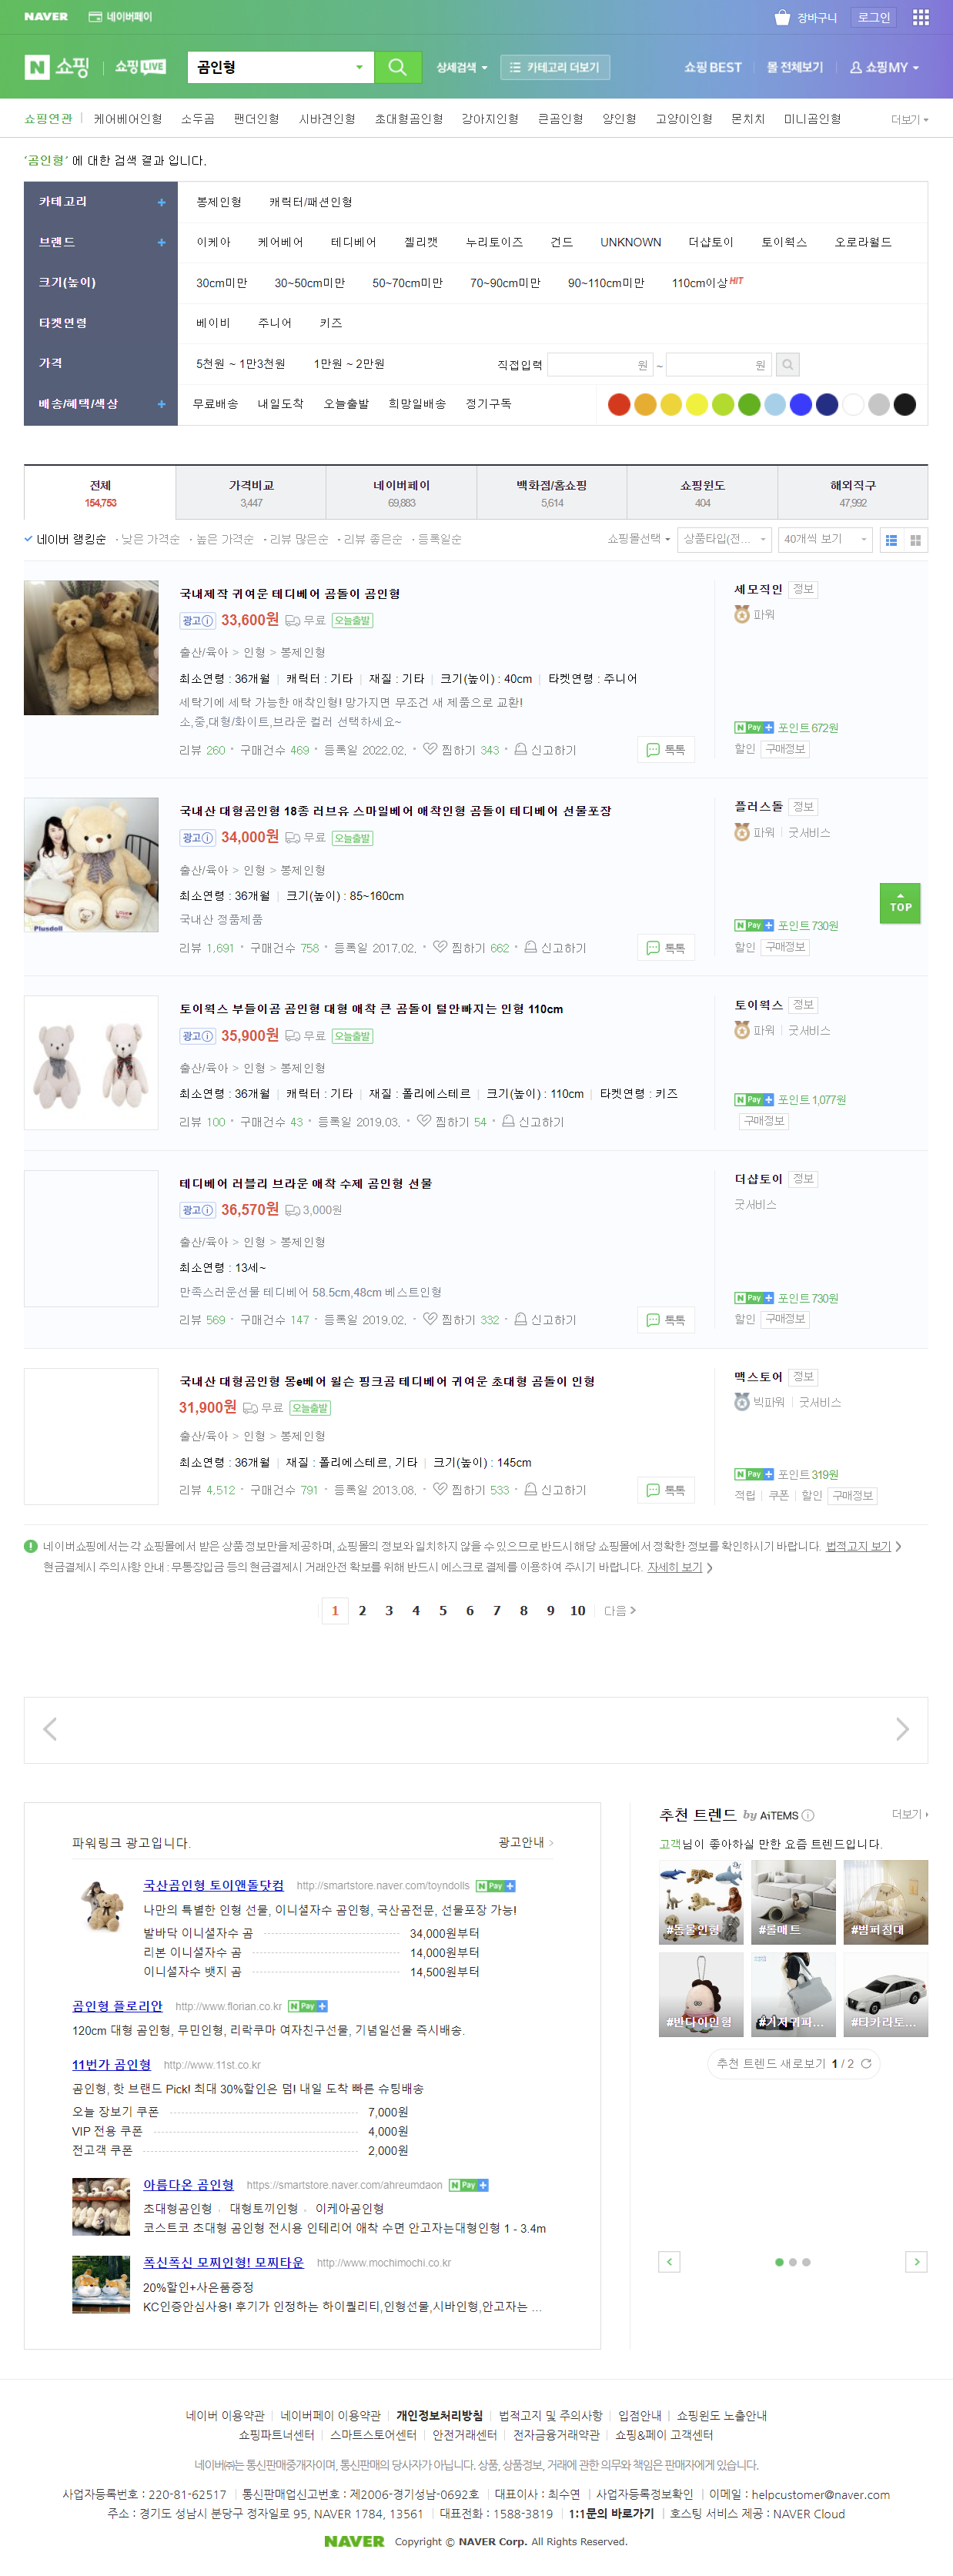 NAVER 네이버페이 장바구니 로그인
N 쇼핑 쇼핑LIVE 곰인형 상세검색 카테고리 더보기 쇼핑BEST 몰 전체보기 쇼핑MY
쇼핑연관 케어베어인형 소두곰 팬더인형 시바견인형 초대형곰인형 강아지인형 큰곰인형 양인형 고양이인형 몬치치 미니곰인형 더보기
'곰인형' 에 대한 검색 결과 입니다.
카테고리 봉제인형 캐릭터/패션인형
브랜드 이케아 케어베어 테디베어 젤리캣 누리토이즈 건드 UNKNOWN 더샵토이 토이웍스 오로라월드
크기(높이) 30cm미만 30~50cm미만 50~70cm미만 70~90cm미만 90~110cm미만 110cm이상 HIT
타켓연령 베이비 주니어 키즈
가격 5천원 ~ 1만3천원 1만원 ~ 2만원 직접입력 원 ~ 원
배송/혜택/색상 무료배송 내일도착 오늘출발 희망일배송 정기구독
전체 가격비교 네이버페이 백화점/홈쇼핑 쇼핑윈도 해외직구
154,753 3,447 69,883 5,614 404 47,992
네이버 랭킹순 · 낮은 가격순 · 높은 가격순 · 리뷰 많은순 · 리뷰 좋은순 · 등록일순 쇼핑몰선택 상품타입(전... 40개씩 보기
국내제작 귀여운 테디베어 곰돌이 곰인형 세모직인 정보
광고 33,600원 무료 오늘출발 파워
출산/육아 > 인형 > 봉제인형
최소연령 : 36개월 | 캐릭터 : 기타 | 재질 : 기타 | 크기(높이) : 40cm | 타켓연령 : 주니어
세탁기에 세탁 가능한 애착인형! 망가지면 무조건 새 제품으로 교환!
소,중,대형/화이트,브라운 컬러 선택하세요~ N Pay+ 포인트 672원
리뷰 260 · 구매건수 469 · 등록일 2022.02. · 찜하기 343 · 신고하기 톡톡 할인 구매정보
국내산 대형곰인형 18종 러브유 스마일베어 애착인형 곰돌이 테디베어 선물포장 플러스돌 정보
광고 34,000원 무료 오늘출발 파워 | 굿서비스
출산/육아 > 인형 > 봉제인형
최소연령 : 36개월 | 크기(높이) : 85~160cm
TOP
국내산 정품제품 N Pay+ 포인트 730원
Plusdoll
리뷰 1,691 · 구매건수 758 · 등록일 2017.02. · 찜하기 662 · 신고하기 톡톡 할인 구매정보
토이웍스 부들이곰 곰인형 대형 애착 큰 곰돌이 털안빠지는 인형 110cm 토이웍스 정보
광고 35,900원 무료 오늘출발 파워 | 굿서비스
출산/육아 > 인형 > 봉제인형
최소연령 : 36개월 | 캐릭터 : 기타 | 재질 : 폴리에스테르 | 크기(높이) : 110cm | 타켓연령 : 키즈 N Pay+ 포인트 1,077원
리뷰 100 · 구매건수 43 · 등록일 2019.03. · 찜하기 54 · 신고하기 구매정보
테디베어 러블리 브라운 애착 수제 곰인형 선물 더샵토이 정보
광고 36,570원 3,000원 굿서비스
출산/육아 > 인형 > 봉제인형
최소연령 : 13세~
만족스러운선물 테디베어 58.5cm,48cm 베스트인형 N Pay+ 포인트 730원
리뷰 569 · 구매건수 147 · 등록일 2019.02. · 찜하기 332 · 신고하기 톡톡 할인 구매정보
국내산 대형곰인형 몽e베어 윌슨 핑크곰 테디베어 귀여운 초대형 곰돌이 인형 맥스토어 정보
31,900원 무료 오늘출발 빅파워 | 굿서비스
출산/육아 > 인형 > 봉제인형
최소연령 : 36개월 | 재질 : 폴리에스테르, 기타 | 크기(높이) : 145cm N Pay+ 포인트 319원
리뷰 4,512 · 구매건수 791 · 등록일 2013.08. · 찜하기 533 · 신고하기 톡톡 적립 | 쿠폰 | 할인 구매정보
네이버쇼핑에서는 각 쇼핑몰에서 받은 상품 정보만을 제공하며, 쇼핑몰의 정보와 일치하지 않을 수 있으므로 반드시 해당 쇼핑몰에서 정확한 정보를 확인하시기 바랍니다. 법적고지 보기
현금결제시 주의사항 안내 : 무통장입금 등의 현금결제시 거래안전 확보를 위해 반드시 에스크로 결제를 이용하여 주시기 바랍니다. 자세히 보기
1 2 3 4 5 6 7 8 9 10 다음
파워링크 광고입니다. 광고안내
국산곰인형 토이앤돌닷컴 http://smartstore.naver.com/toyndolls N Pay+
나만의 특별한 인형 선물, 이니셜자수 곰인형, 국산곰전문, 선물포장 가능!
발바닥 이니셜자수 곰 34,000원부터
리본 이니셜자수 곰 14,000원부터
이니셜자수 뱃지 곰 14,500원부터
곰인형 플로리안 http://www.florian.co.kr N Pay+
120cm 대형 곰인형, 무민인형, 리락쿠마 여자친구선물, 기념일선물 즉시배송.
11번가 곰인형 http://www.11st.co.kr
곰인형, 핫 브랜드 Pick! 최대 30%할인은 덤! 내일 도착 빠른 슈팅배송
오늘 장보기 쿠폰 7,000원
VIP 전용 쿠폰 4,000원
전고객 쿠폰 2,000원
아름다온 곰인형 https://smartstore.naver.com/ahreumdaon N Pay+
초대형곰인형 · 대형토끼인형 · 이케아곰인형
코스트코 초대형 곰인형 전시용 인테리어 애착 수면 안고자는대형인형 1 - 3.4m
폭신폭신 모찌인형! 모찌타운 http://www.mochimochi.co.kr
20%할인+사은품증정
KC인증안심사용! 후기가 인정하는 하이퀄리티,인형선물,시바인형,안고자는 ...
추천 트렌드 by AiTEMS 더보기
고객님이 좋아하실 만한 요즘 트렌드입니다.
#동물인형 #롤매트 #범퍼침대
#반다이인형 #기저귀파... #타카라토...
추천 트렌드 새로보기 1 / 2
네이버 이용약관 | 네이버페이 이용약관 | 개인정보처리방침 | 법적고지 및 주의사항 | 입점안내 | 쇼핑윈도 노출안내
쇼핑파트너센터 | 스마트스토어센터 | 안전거래센터 | 전자금융거래약관 | 쇼핑&페이 고객센터
네이버㈜는 통신판매중개자이며, 통신판매의 당사자가 아닙니다. 상품, 상품정보, 거래에 관한 의무와 책임은 판매자에게 있습니다.
사업자등록번호 : 220-81-62517 | 통신판매업신고번호 : 제2006-경기성남-0692호 | 대표이사 : 최수연 | 사업자등록정보확인 | 이메일 : helpcustomer@naver.com
주소 : 경기도 성남시 분당구 정자일로 95, NAVER 1784, 13561 | 대표전화 : 1588-3819 | 1:1문의 바로가기 | 호스팅 서비스 제공 : NAVER Cloud
NAVER Copyright © NAVER Corp. All Rights Reserved.